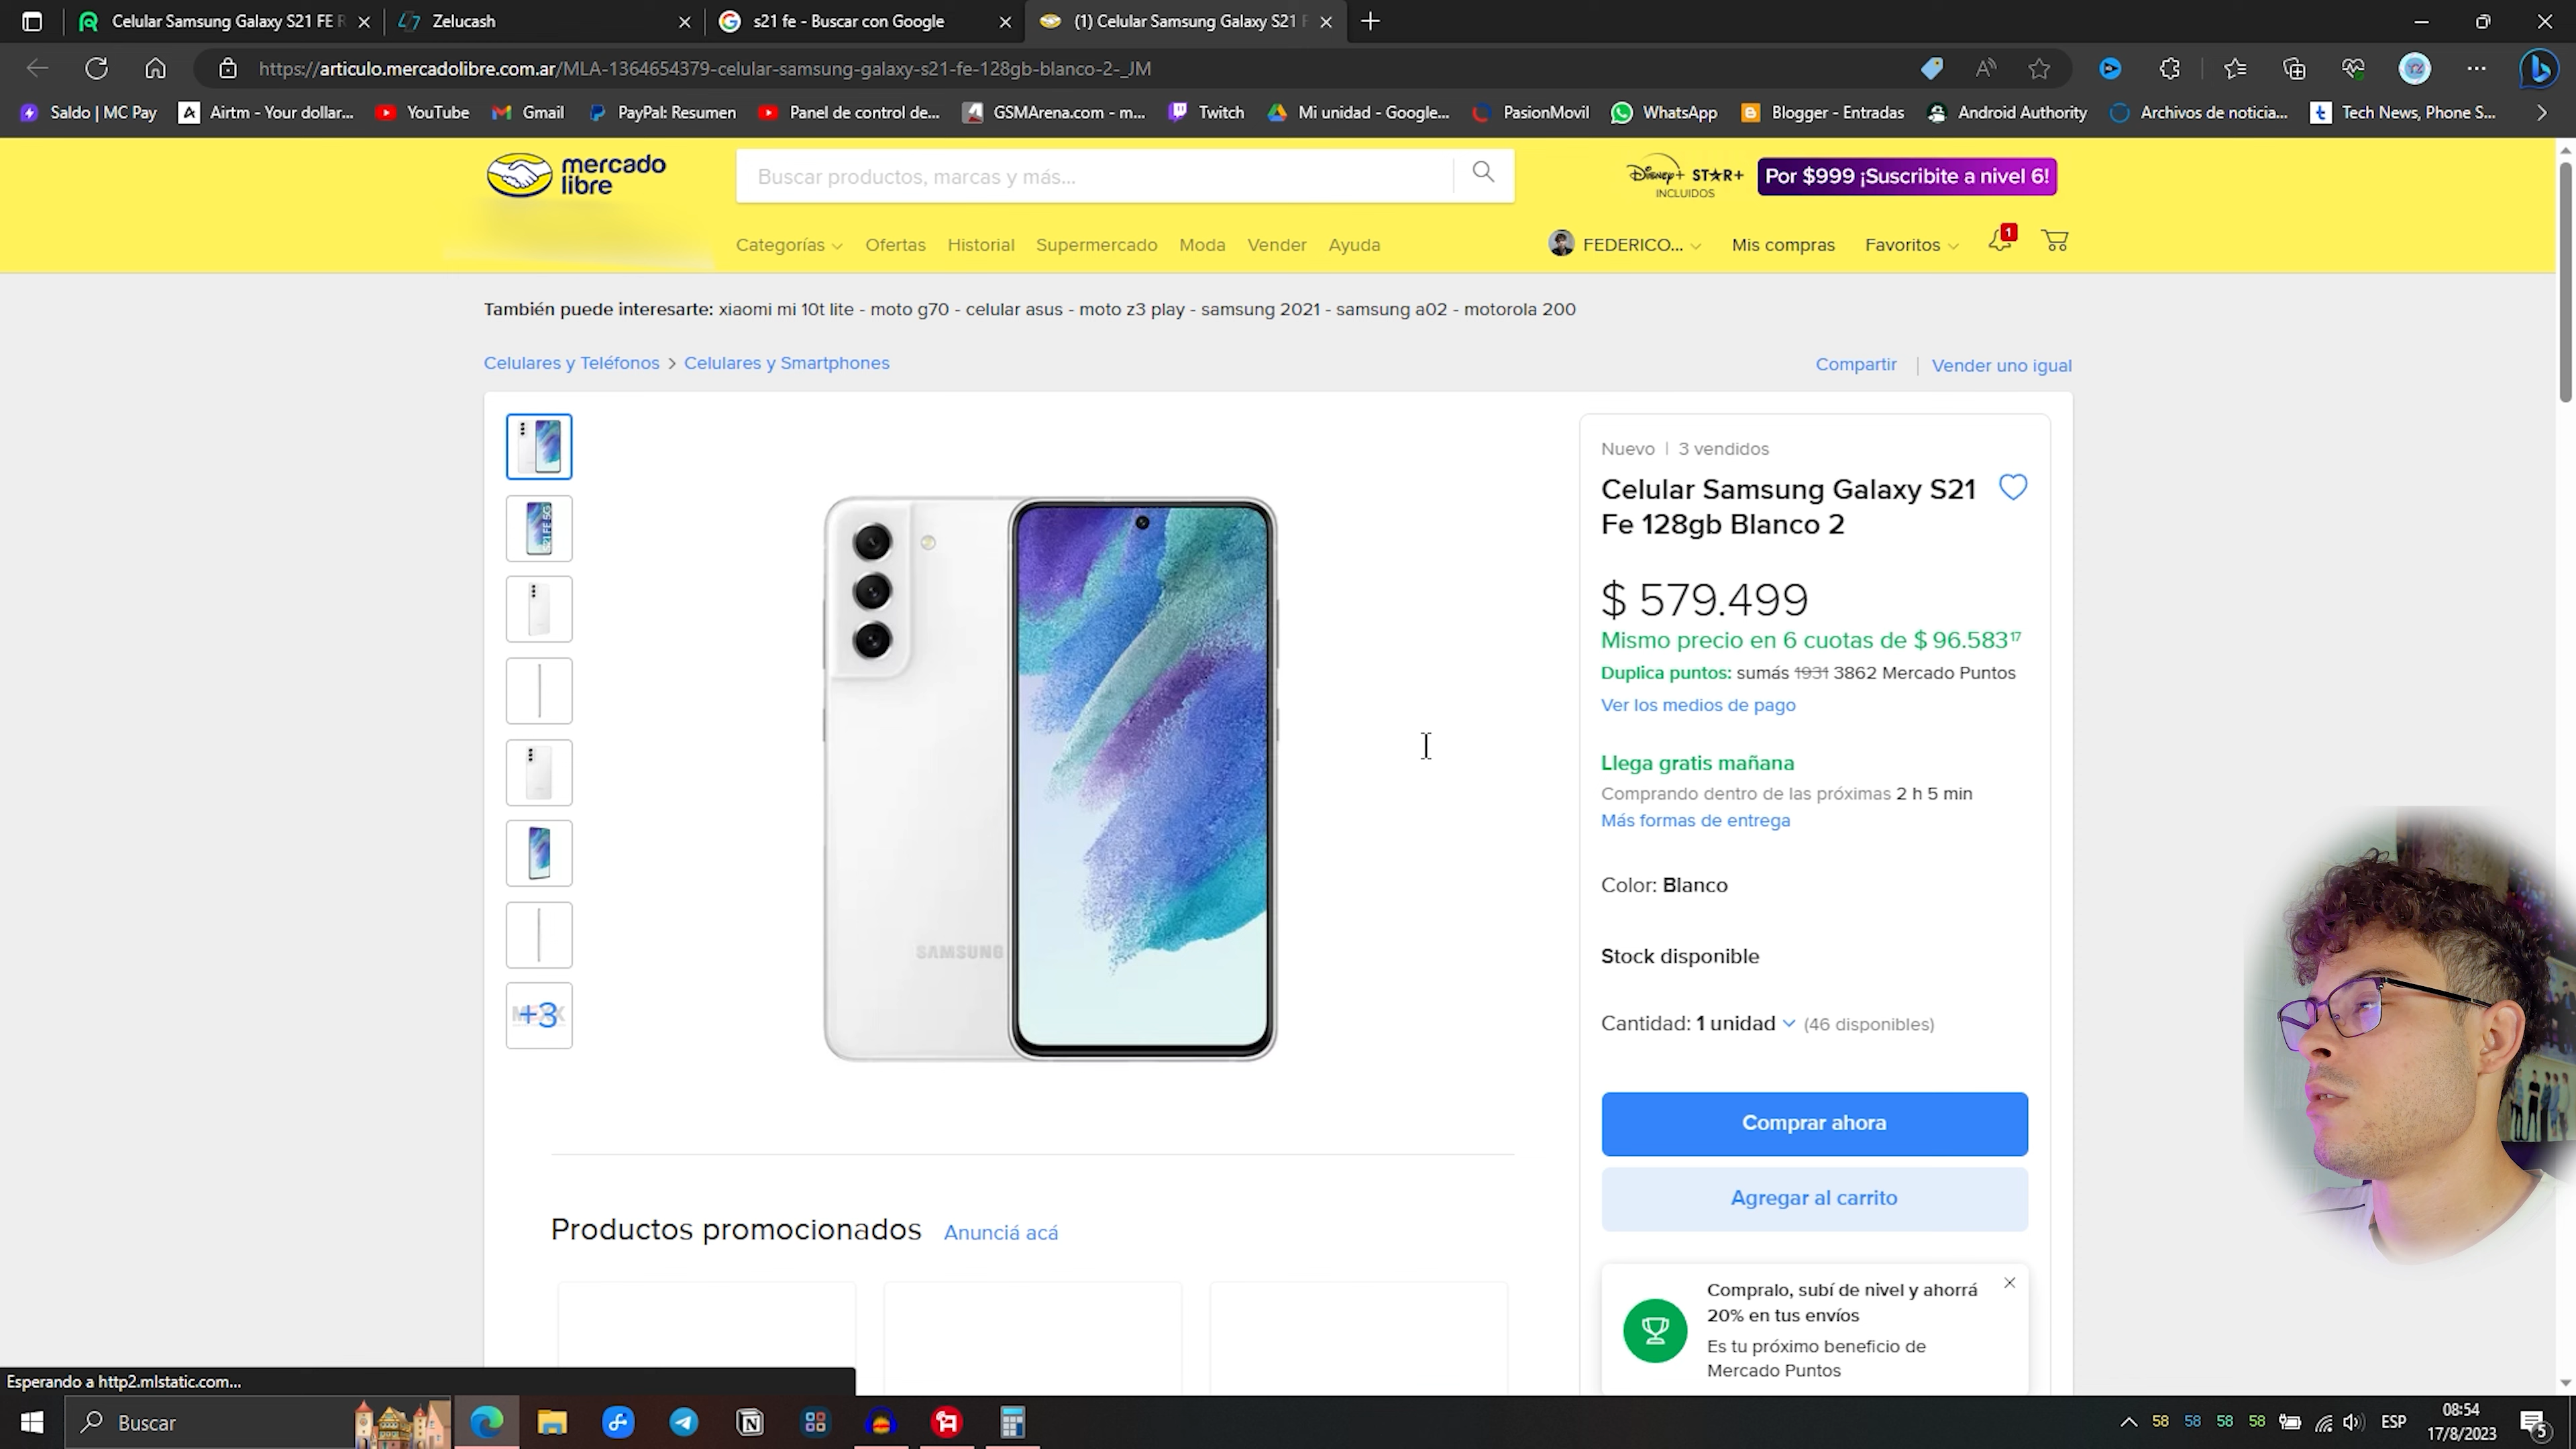 Celular Samsung Galaxy S21 FE R
Zelucash
s21 fe - Buscar con Google
(1) Celular Samsung Galaxy S21 F
https://articulo.mercadolibre.com.ar/MLA-1364654379-celular-samsung-galaxy-s21-fe-128gb-blanco-2-_JM
Saldo | MC Pay
Airtm - Your dollar...
YouTube
Gmail
PayPal: Resumen
Panel de control de...
GSMArena.com - m...
Twitch
Mi unidad - Google...
PasionMovil
WhatsApp
Blogger - Entradas
Android Authority
Archivos de noticia...
Tech News, Phone S...
mercado
libre
Buscar productos, marcas y más...
Disney+ STAR+
INCLUIDOS
Por $999 ¡Suscribite a nivel 6!
Categorías
Ofertas
Historial
Supermercado
Moda
Vender
Ayuda
FEDERICO...
Mis compras
Favoritos
1
También puede interesarte: xiaomi mi 10t lite - moto g70 - celular asus - moto z3 play - samsung 2021 - samsung a02 - motorola 200
Celulares y Teléfonos > Celulares y Smartphones
Compartir | Vender uno igual
+3
SAMSUNG
Nuevo | 3 vendidos
Celular Samsung Galaxy S21
Fe 128gb Blanco 2
$ 579.499
Mismo precio en 6 cuotas de $ 96.583 17
Duplica puntos: sumás 1931 3862 Mercado Puntos
Ver los medios de pago
Llega gratis mañana
Comprando dentro de las próximas 2 h 5 min
Más formas de entrega
Color: Blanco
Stock disponible
Cantidad: 1 unidad (46 disponibles)
Comprar ahora
Agregar al carrito
Compralo, subí de nivel y ahorrá
20% en tus envíos
Es tu próximo beneficio de
Mercado Puntos
Productos promocionados Anunciá acá
Esperando a http2.mlstatic.com...
Buscar
58 58 58 58
ESP
08:54
17/8/2023
5